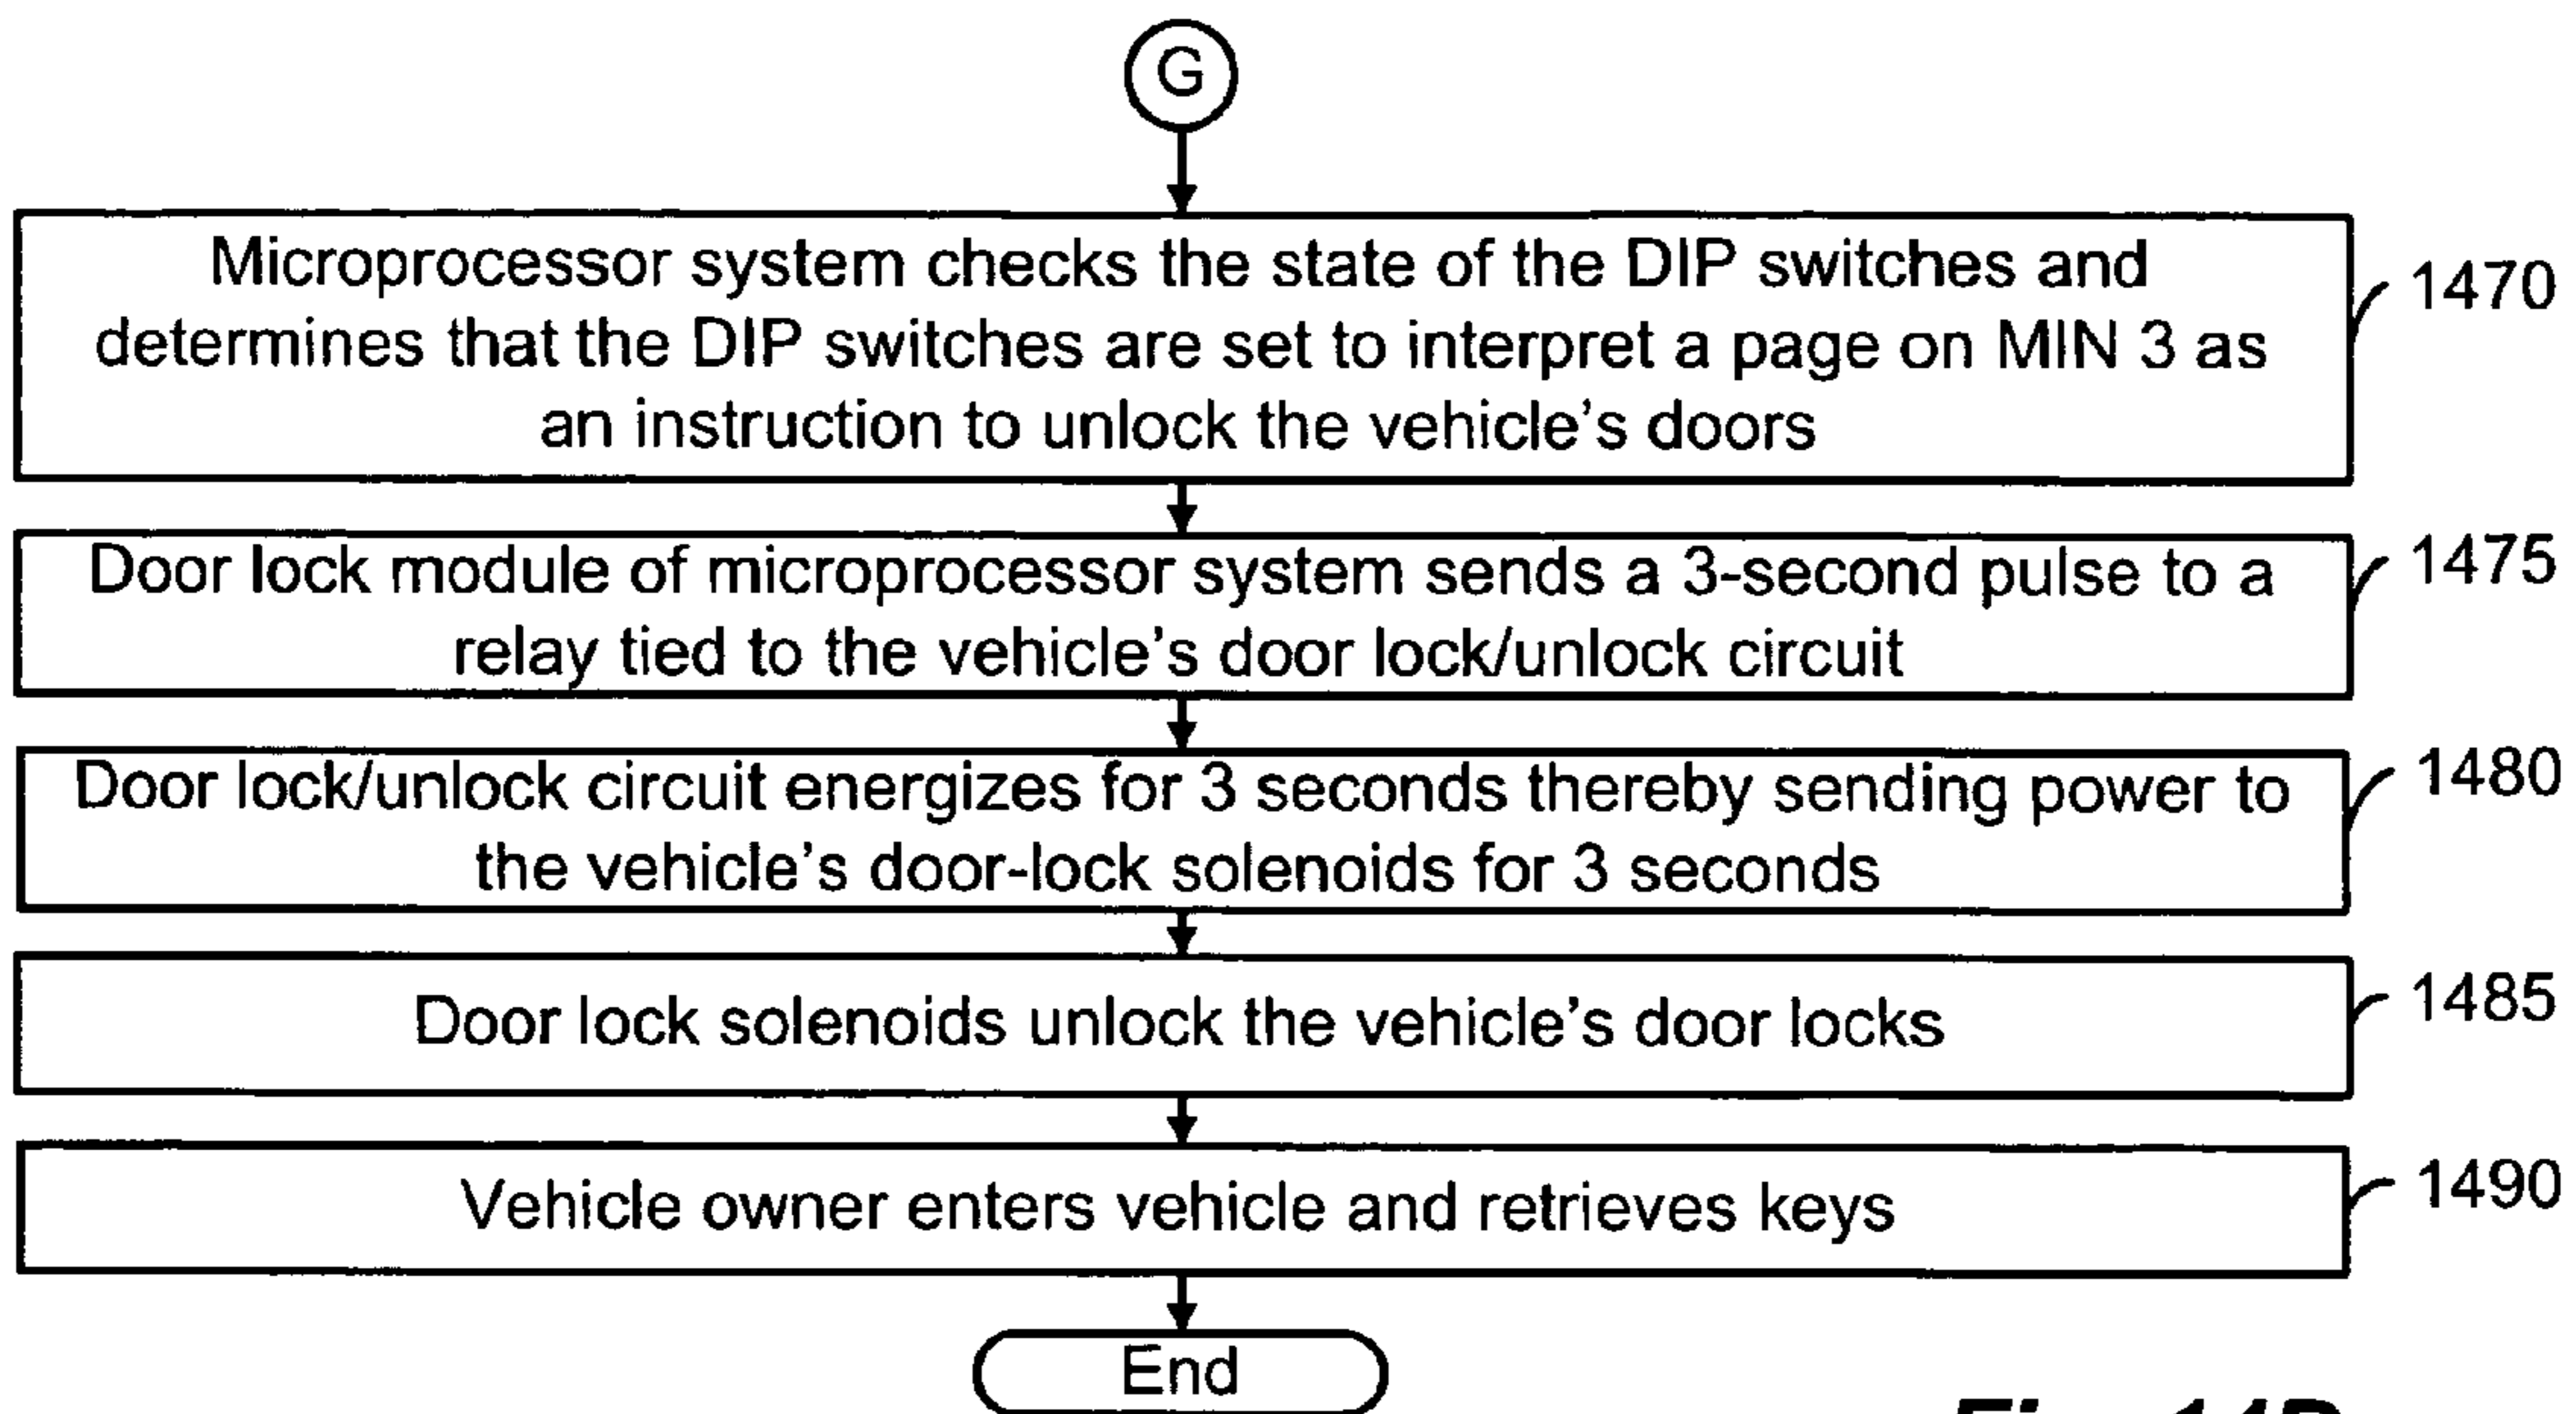 G
Microprocessor system checks the state of the DIP switches and
determines that the DIP switches are set to interpret a page on MIN 3 as
an instruction to unlock the vehicle's doors
1470
Door lock module of microprocessor system sends a 3-second pulse to a
relay tied to the vehicle's door lock/unlock circuit
1475
Door lock/unlock circuit energizes for 3 seconds thereby sending power to
the vehicle's door-lock solenoids for 3 seconds
1480
Door lock solenoids unlock the vehicle's door locks
1485
Vehicle owner enters vehicle and retrieves keys
1490
End